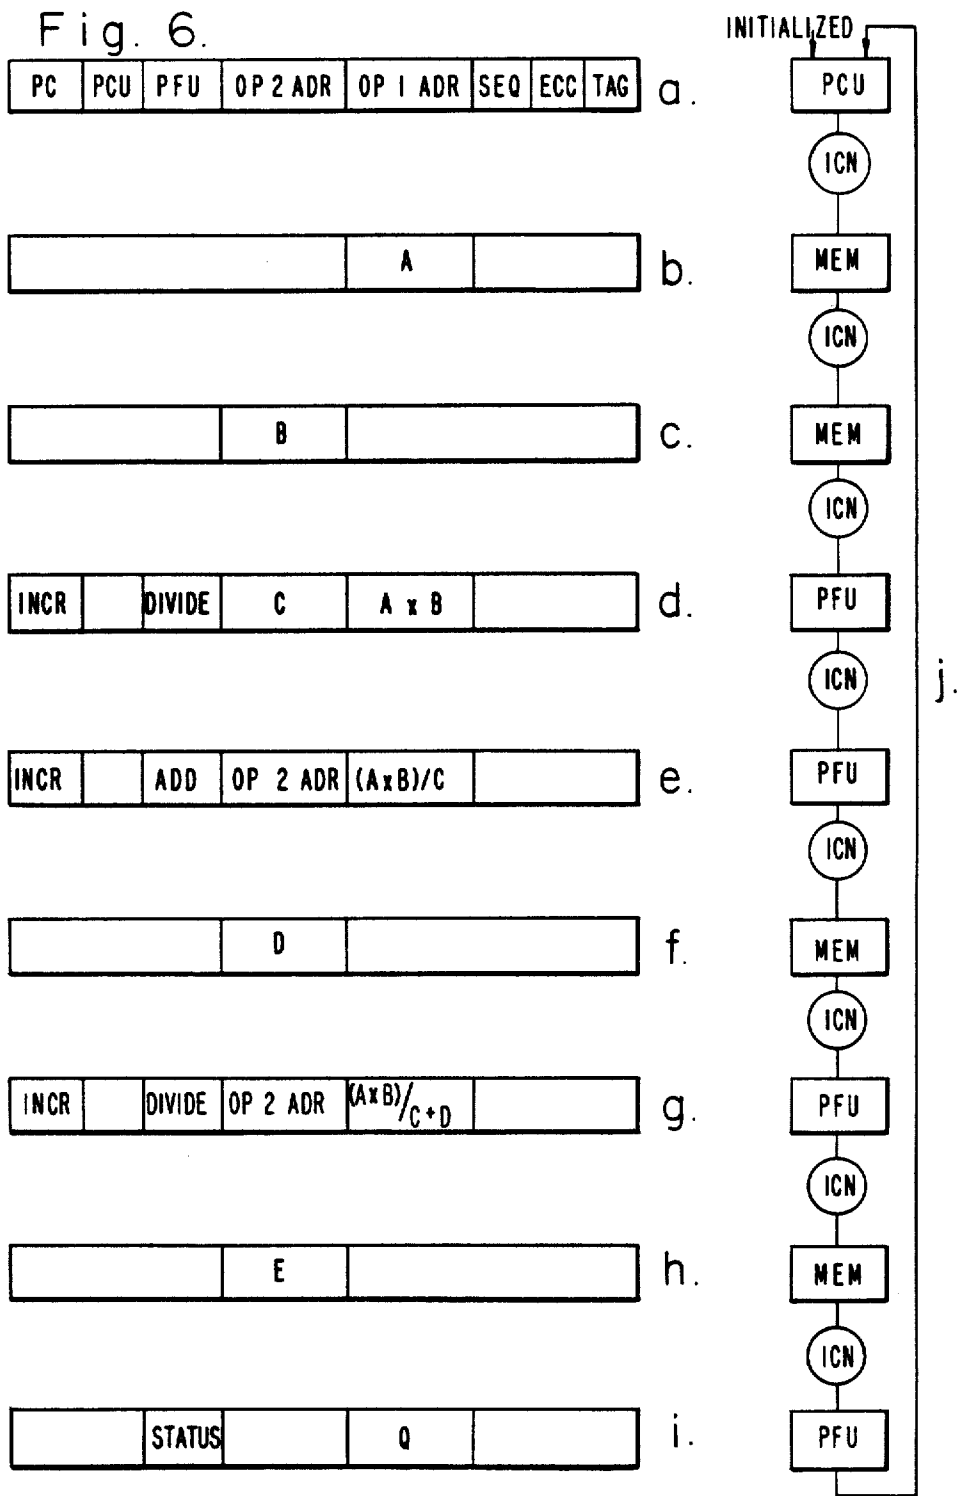 Fig. 6.
INITIALIZED
PC PCU PFU OP 2 ADR OP 1 ADR SEQ ECC TAG a. PCU
ICN
A b. MEM
ICN
B c. MEM
ICN
INCR DIVIDE C A x B d. PFU
ICN
j.
INCR ADD OP 2 ADR (AxB)/C e. PFU
ICN
D f. MEM
ICN
INCR DIVIDE OP 2 ADR (AxB)/C+D g. PFU
ICN
E h. MEM
ICN
STATUS Q i. PFU